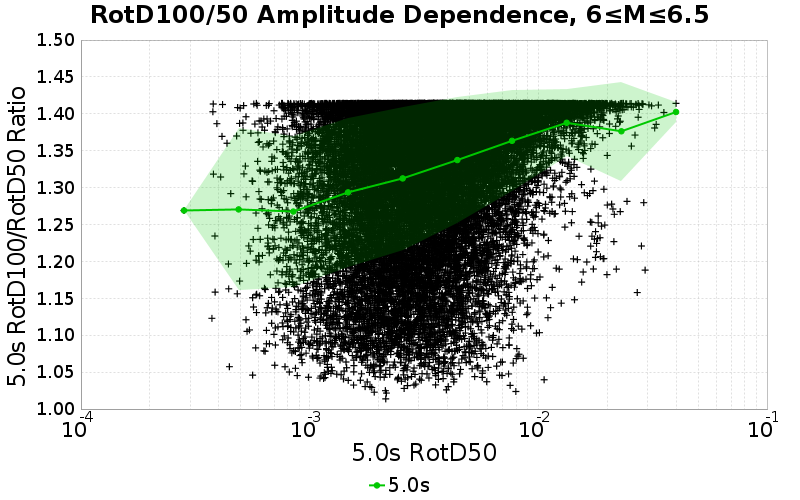 RotD100/50 Amplitude Dependence, 6≤M≤6.5
5.0s RotD100/RotD50 Ratio
1.50
1.45
1.40
1.35
1.30
1.25
1.20
1.15
1.10
1.05
1.00
10^-4 10^-3 10^-2 10^-1
5.0s RotD50
5.0s